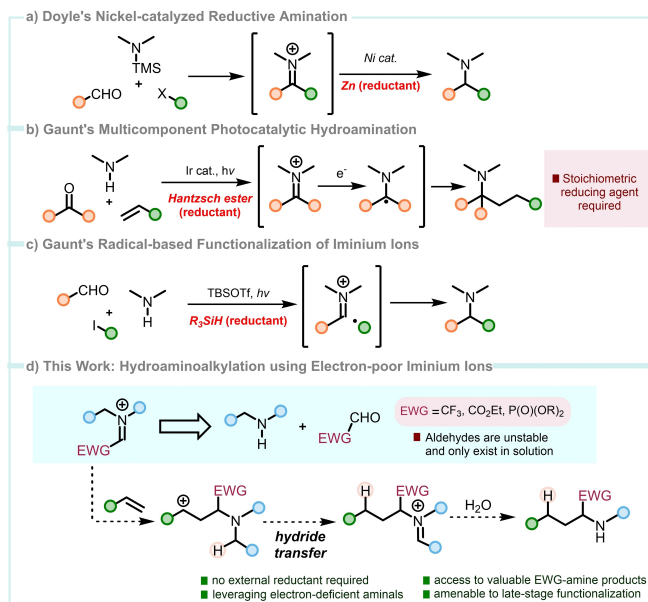 a) Doyle's Nickel-catalyzed Reductive Amination
N
TMS
+
CHO
X
N
Ni cat.
Zn (reductant)
N
b) Gaunt's Multicomponent Photocatalytic Hydroamination
N
H
O
+
Ir cat., hν
Hantzsch ester
(reductant)
N
e-
N
N
Stoichiometric
reducing agent
required
c) Gaunt's Radical-based Functionalization of Iminium Ions
CHO
+
I
N
H
TBSOTf, hν
R3SiH (reductant)
N
N
d) This Work: Hydroaminoalkylation using Electron-poor Iminium Ions
N
EWG
N
H
+
CHO
EWG
EWG = CF3, CO2Et, P(O)(OR)2
Aldehydes are unstable
and only exist in solution
EWG
N
H
hydride
transfer
H
EWG
N
H2O
H
EWG
N
H
no external reductant required
leveraging electron-deficient aminals
access to valuable EWG-amine products
amenable to late-stage functionalization